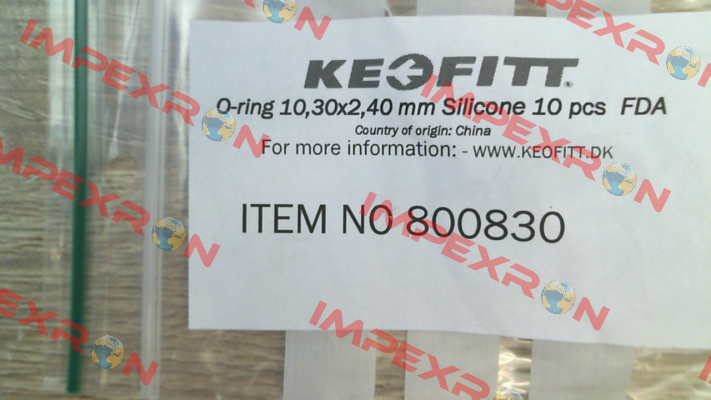 KEOFITT.
O-ring 10,30x2,40 mm Silicone 10 pcs FDA
Country of origin: China
For more information: - WWW.KEOFITT.DK
ITEM NO 800830
IMPEXRON
IMPEXRON
IMPEXRON
IMPEXRON
IMPEXRON
IMPEXRON
IMPEXRON